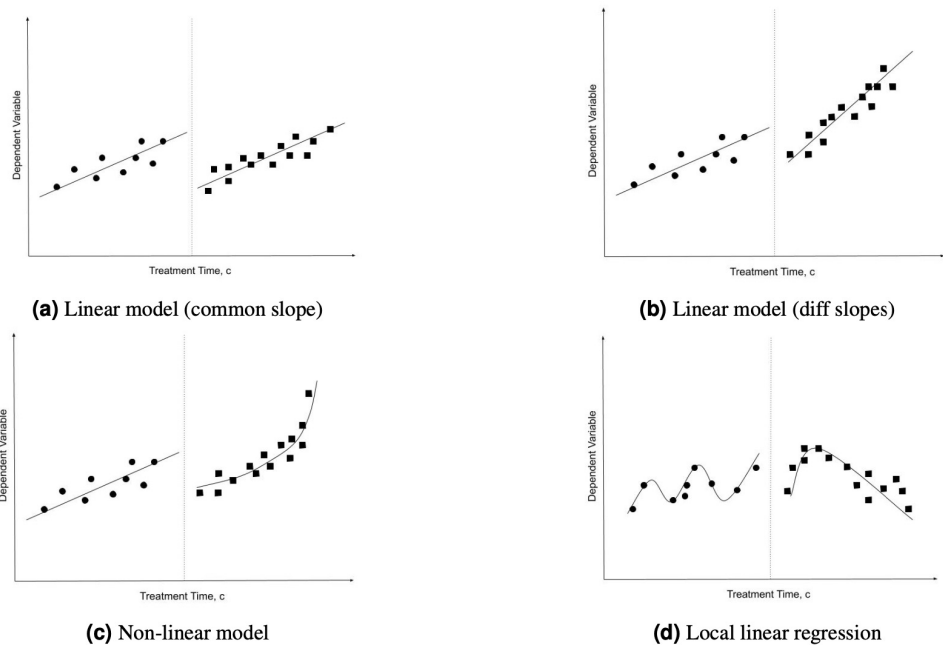 Dependent Variable
Dependent Variable
Treatment Time, c
Treatment Time, c
(a) Linear model (common slope)
(b) Linear model (diff slopes)
Dependent Variable
Dependent Variable
Treatment Time, c
Treatment Time, c
(c) Non-linear model
(d) Local linear regression